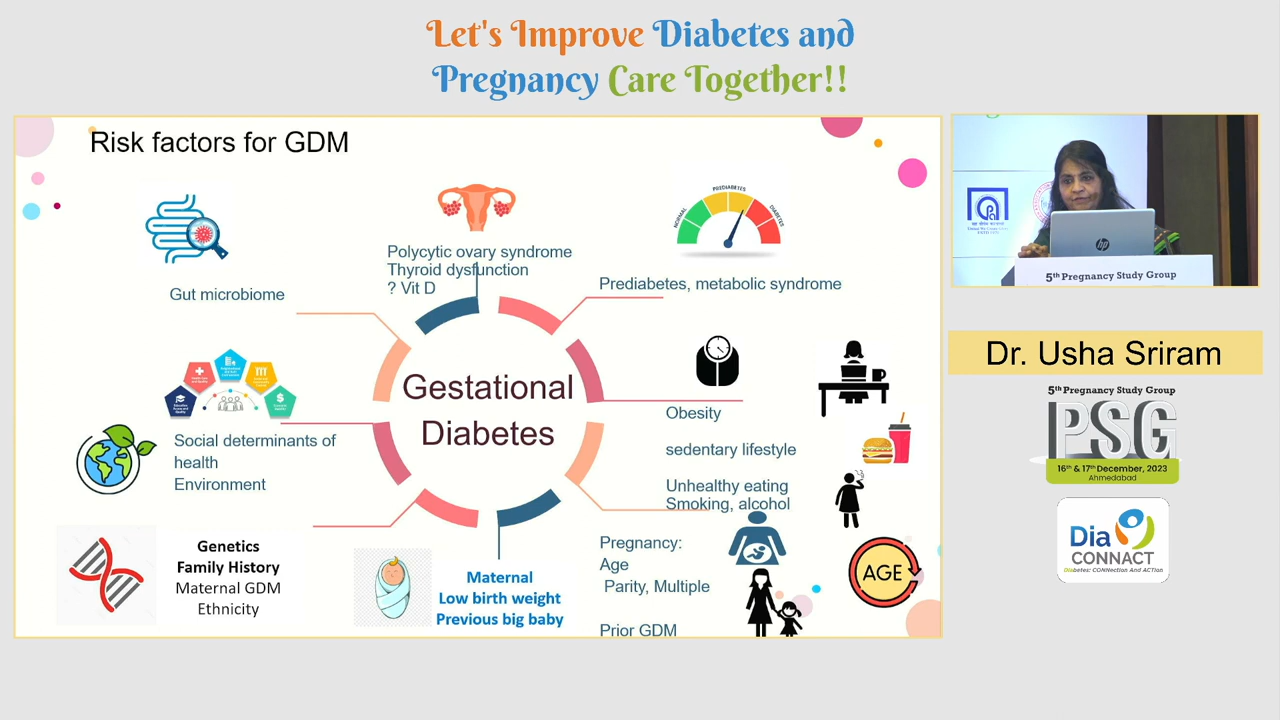 Let's Improve Diabetes and
Pregnancy Care Together!!
Risk factors for GDM
Polycytic ovary syndrome
Thyroid dysfunction
? Vit D
NORMAL
PREDIABETES
DIABETES
Prediabetes, metabolic syndrome
Gut microbiome
Gestational
Diabetes
Obesity
sedentary lifestyle
Unhealthy eating
Smoking, alcohol
Social determinants of
health
Environment
Genetics
Family History
Maternal GDM
Ethnicity
Maternal
Low birth weight
Previous big baby
Pregnancy:
Age
Parity, Multiple
Prior GDM
AGE
hp
5th Pregnancy Study Group
Dr. Usha Sriram
5th Pregnancy Study Group
PSG
16th & 17th December, 2023
Ahmedabad
Dia
CONNACT
Diabetes: CONNection And ACTion